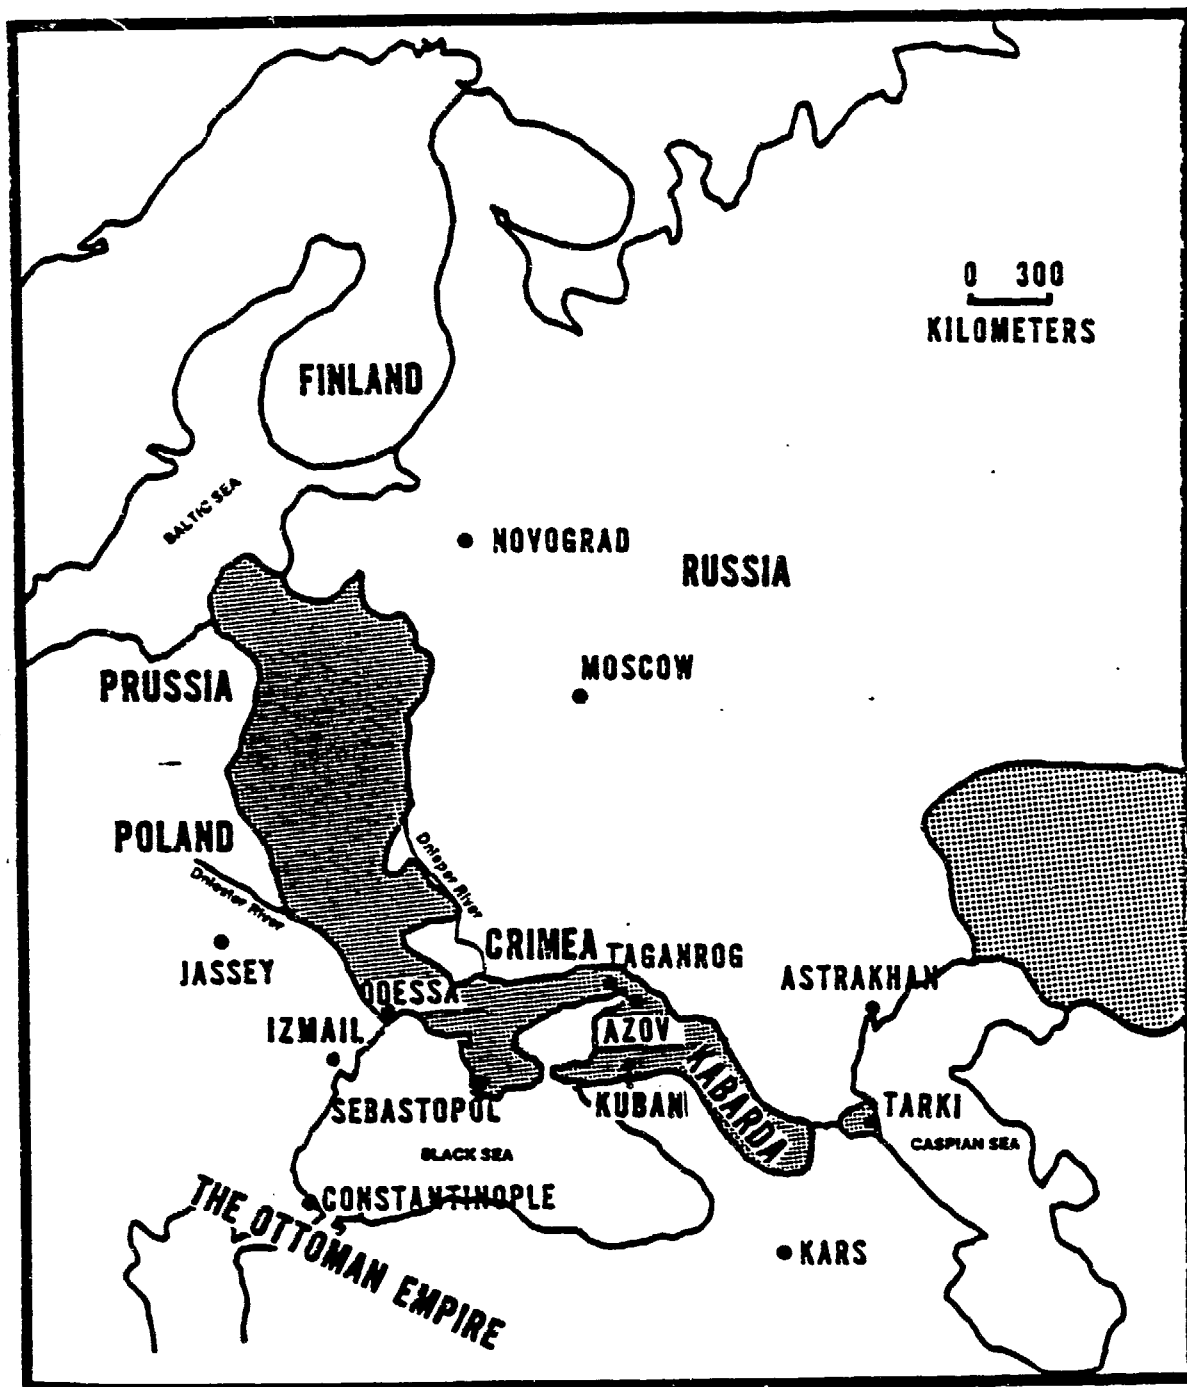 0 300
KILOMETERS
FINLAND
BALTIC SEA
NOVOGRAD
RUSSIA
MOSCOW
PRUSSIA
POLAND
Dnieper River
Dniester River
CRIMEA
TAGANROG
JASSEY
ASTRAKHAN
ODESSA
IZMAIL
AZOV
KABARDA
SEBASTOPOL
KUBAN
TARKI
BLACK SEA
CASPIAN SEA
CONSTANTINOPLE
THE OTTOMAN EMPIRE
KARS